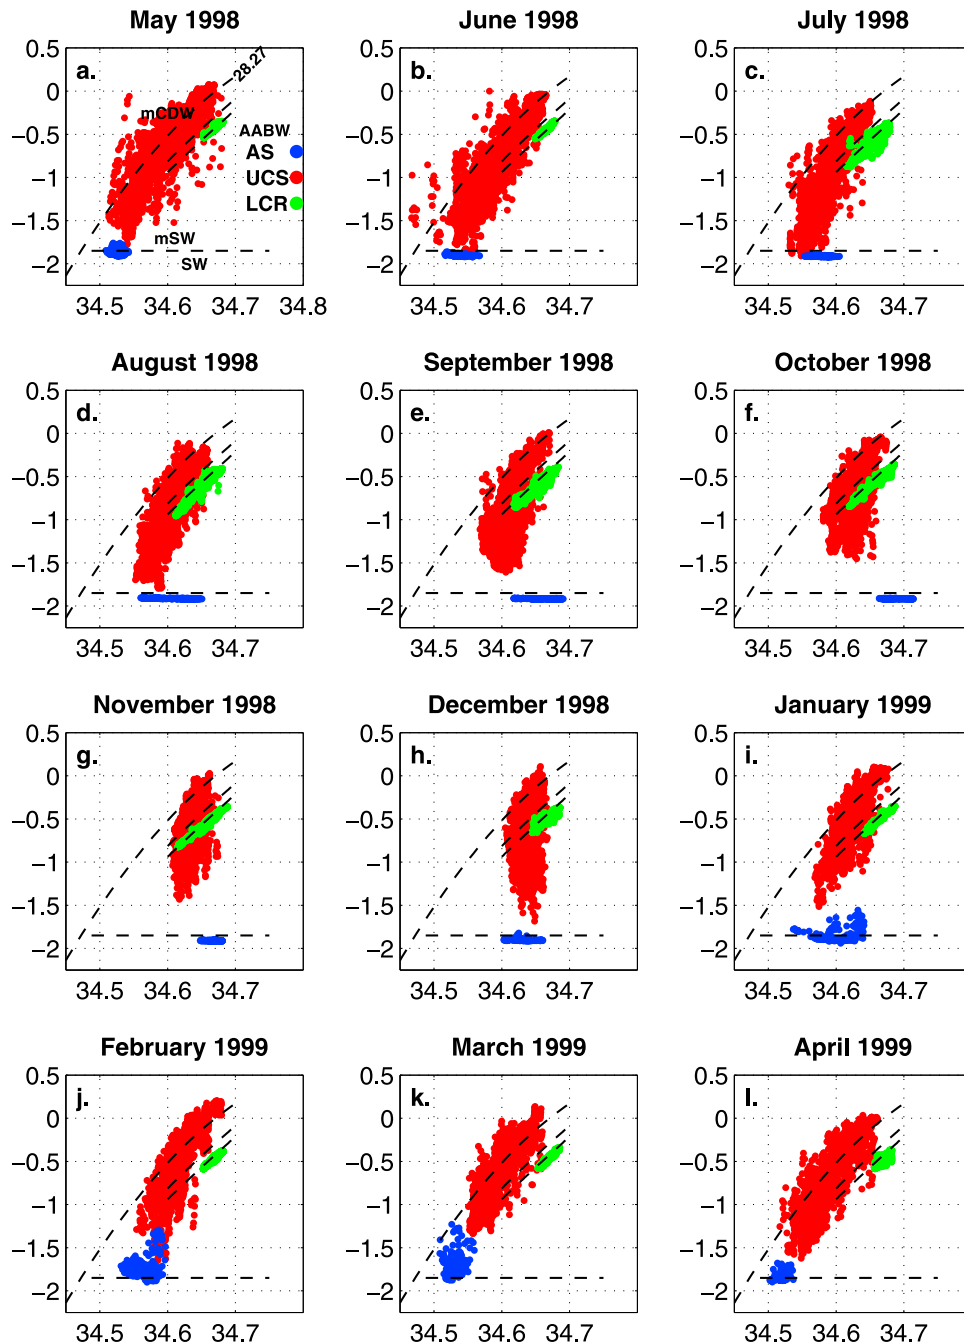 May 1998
June 1998
July 1998
0.5
0
−0.5
−1
−1.5
−2
a.
28.27
mCDW
AABW
AS
UCS
LCR
mSW
SW
34.5 34.6 34.7 34.8
0.5
0
−0.5
−1
−1.5
−2
b.
34.5 34.6 34.7
0.5
0
−0.5
−1
−1.5
−2
c.
34.5 34.6 34.7
August 1998
September 1998
October 1998
0.5
0
−0.5
−1
−1.5
−2
d.
34.5 34.6 34.7
0.5
0
−0.5
−1
−1.5
−2
e.
34.5 34.6 34.7
0.5
0
−0.5
−1
−1.5
−2
f.
34.5 34.6 34.7
November 1998
December 1998
January 1999
0.5
0
−0.5
−1
−1.5
−2
g.
34.5 34.6 34.7
0.5
0
−0.5
−1
−1.5
−2
h.
34.5 34.6 34.7
0.5
0
−0.5
−1
−1.5
−2
i.
34.5 34.6 34.7
February 1999
March 1999
April 1999
0.5
0
−0.5
−1
−1.5
−2
j.
34.5 34.6 34.7
0.5
0
−0.5
−1
−1.5
−2
k.
34.5 34.6 34.7
0.5
0
−0.5
−1
−1.5
−2
l.
34.5 34.6 34.7